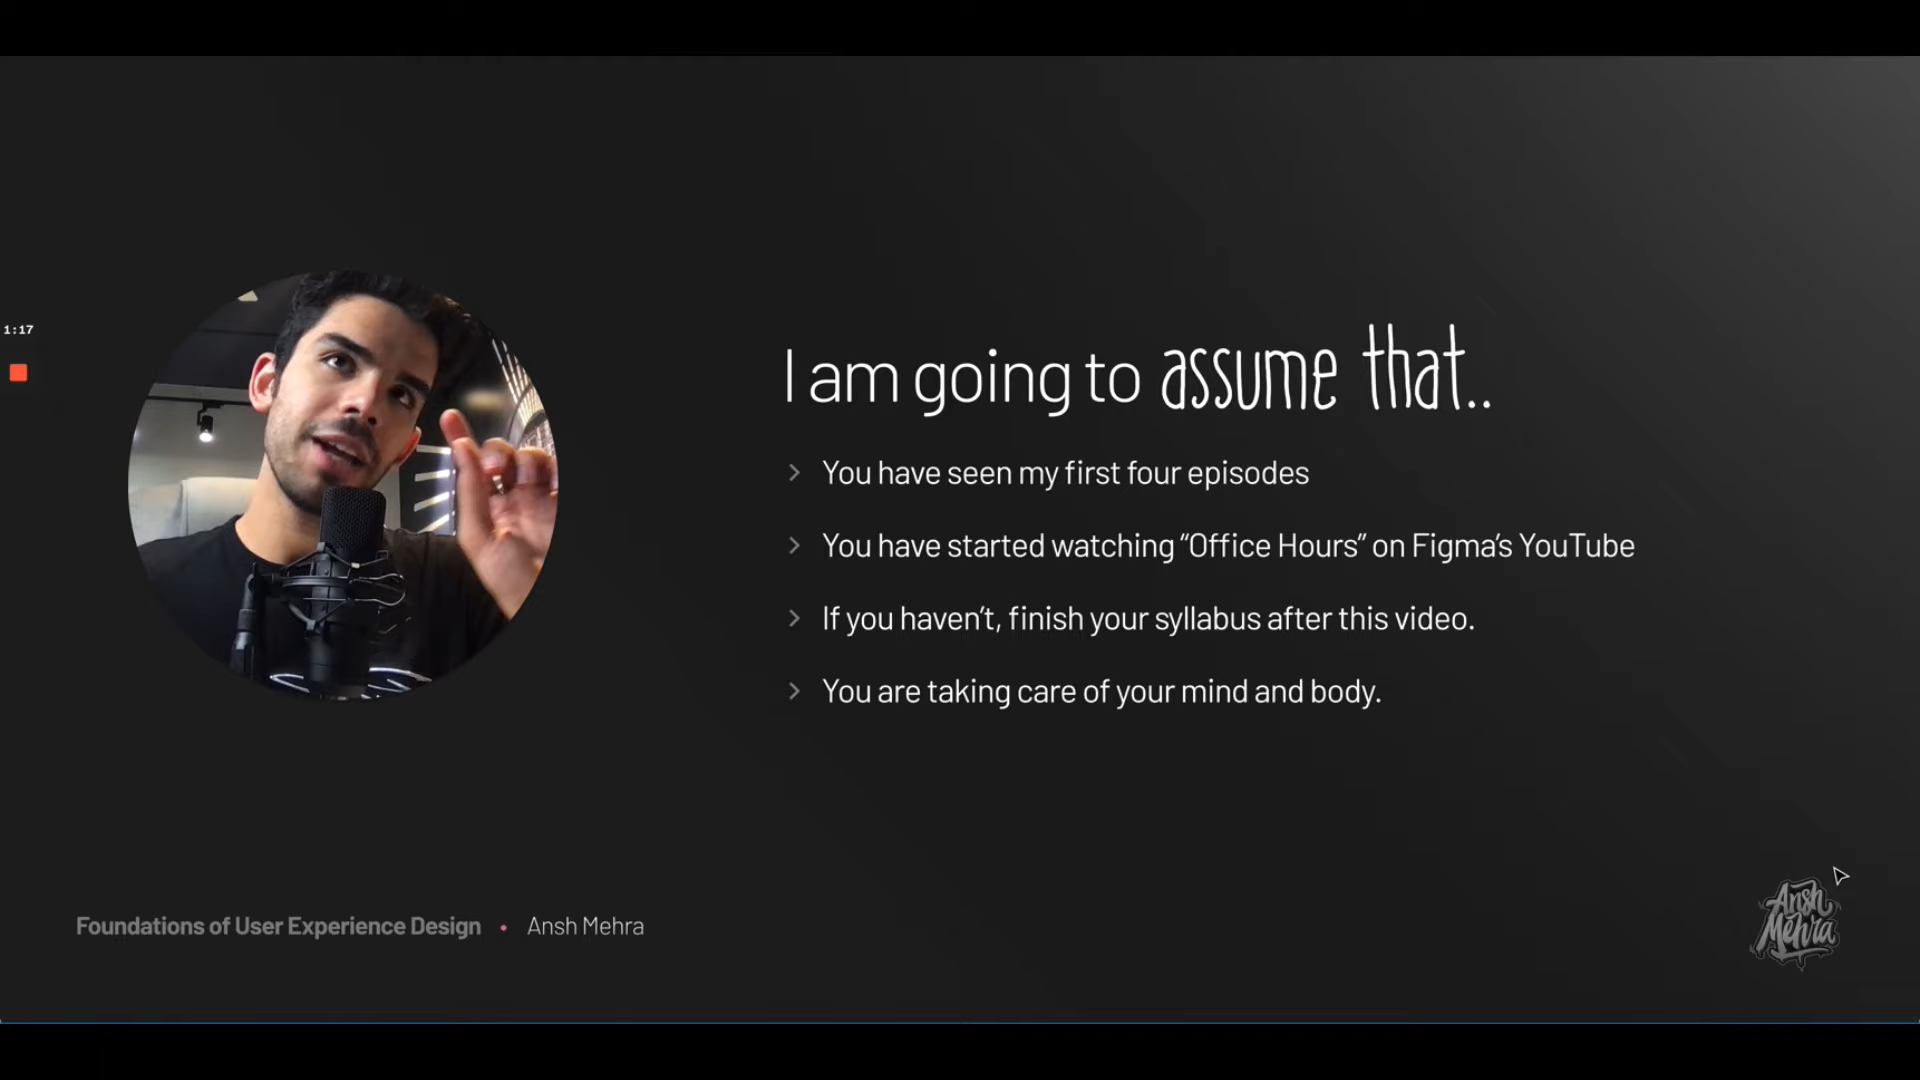 1:17
I am going to assume that..
You have seen my first four episodes
You have started watching “Office Hours” on Figma’s YouTube
If you haven’t, finish your syllabus after this video.
You are taking care of your mind and body.
Foundations of User Experience Design • Ansh Mehra
Ansh
Mehra